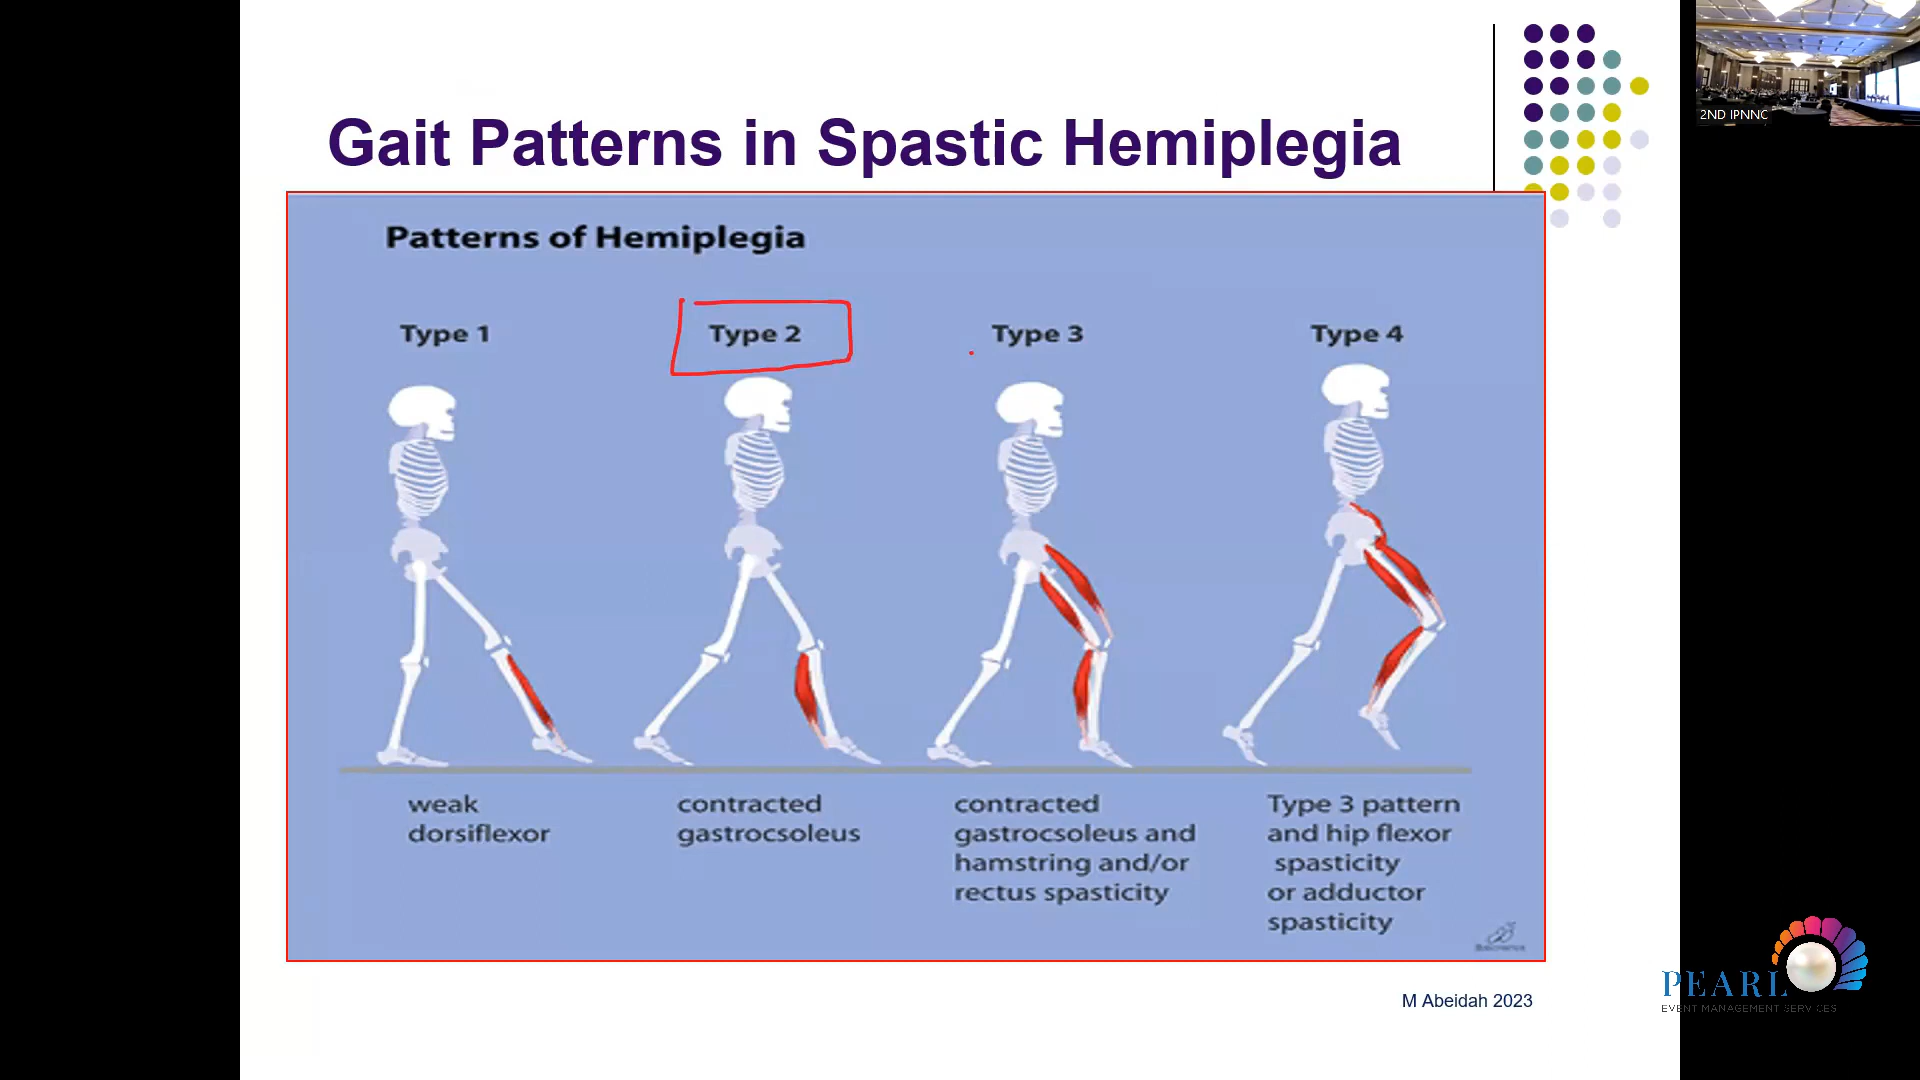 2ND IPNNC
Gait Patterns in Spastic Hemiplegia
Patterns of Hemiplegia
Type 1
Type 2
Type 3
Type 4
weak
dorsiflexor
contracted
gastrocsoleus
contracted
gastrocsoleus and
hamstring and/or
rectus spasticity
Type 3 pattern
and hip flexor
spasticity
or adductor
spasticity
M Abeidah 2023
PEARL
EVENT MANAGEMENT SERVICES